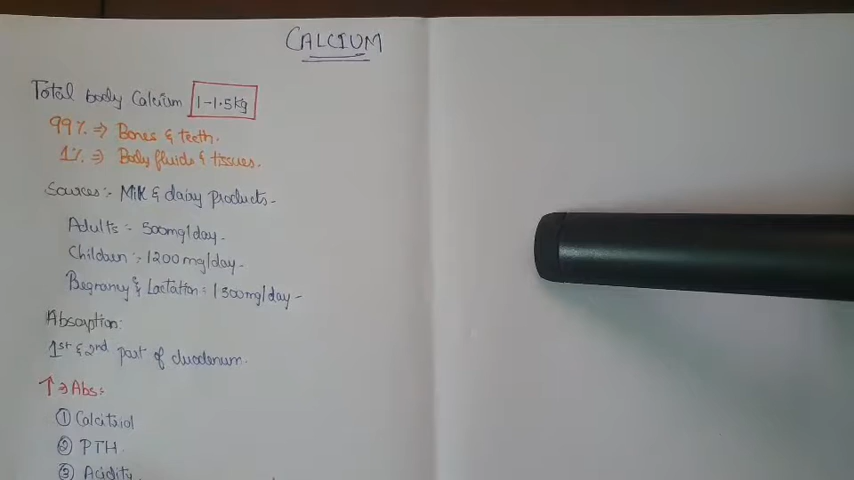 CALCIUM
Total body Calcium 1-1.5kg
99% ⇒ Bones & teeth.
1% ⇒ Body fluids & tissues.
Sources:- Milk & dairy products-
Adults:- 500mg/day-
Children:- 1200mg/day-
Pregnancy & Lactation:- 1500mg/day-
Absorption:
1st & 2nd part of duodenum.
↑ ⇒ Abs:
① Calcitriol
② PTH
③ Acidity